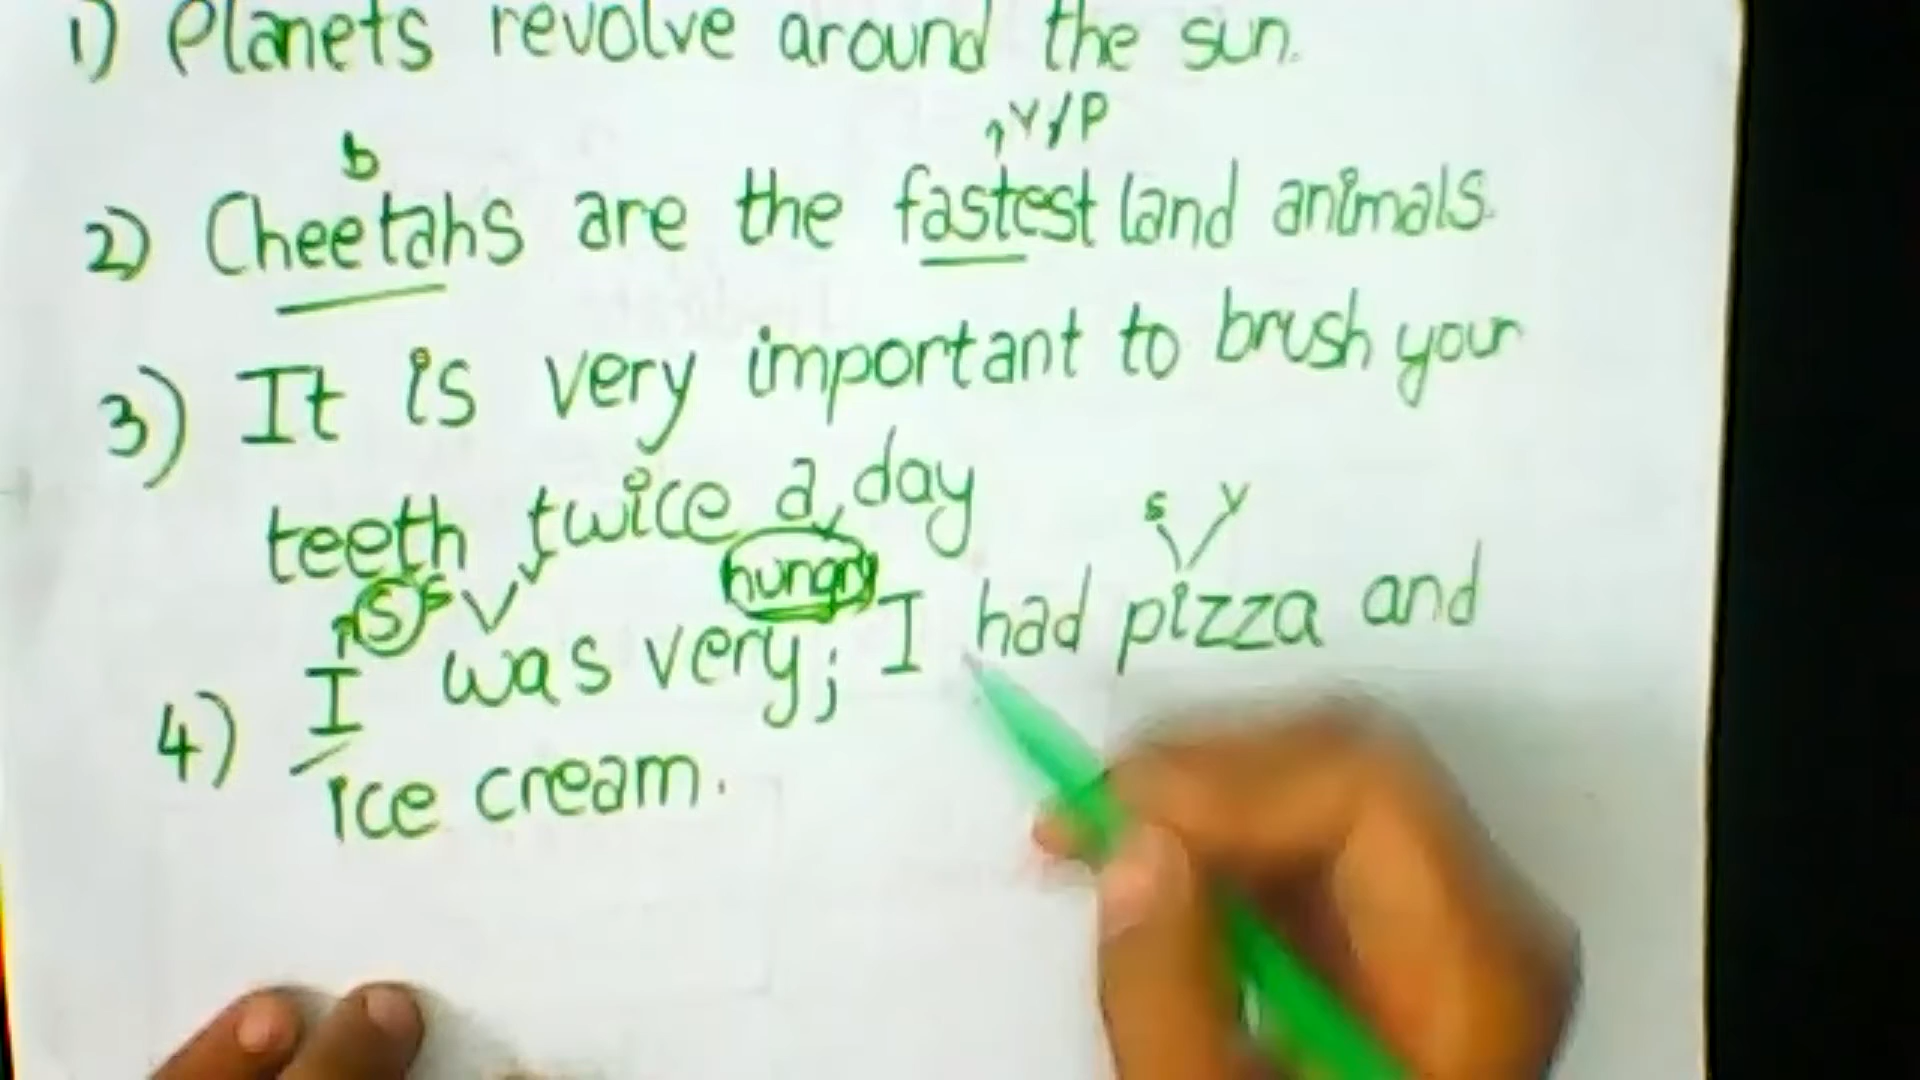 1) Planets revolve around the sun.
V/P
b
2) Cheetahs are the fastest land animals.
3) It is very important to brush your
teeth twice a day
s V
hungry
S s V
4) I was very; I had pizza and
ice cream.